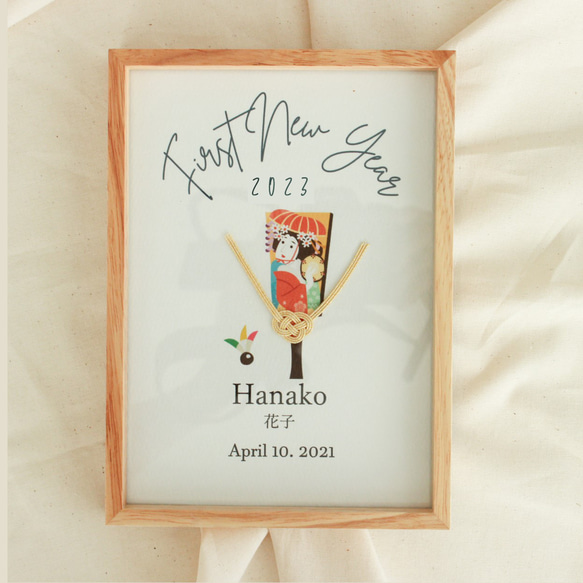 First New Year
2023
Hanako
花子
April 10. 2021